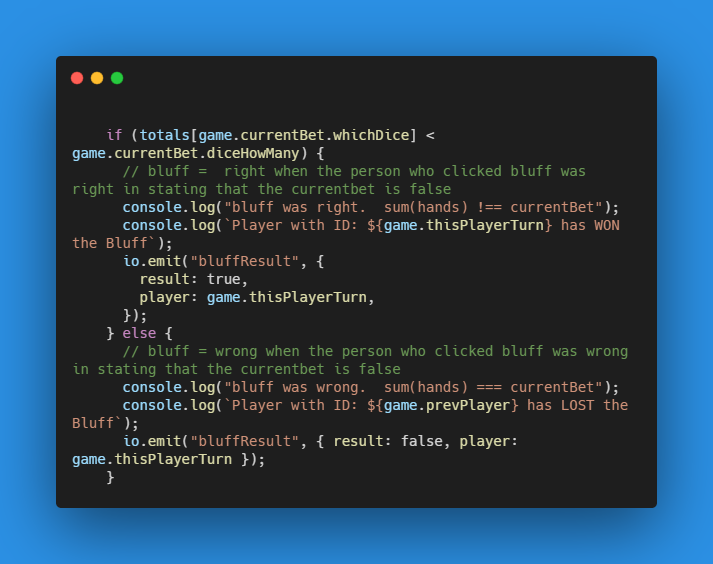 if (totals[game.currentBet.whichDice] <
game.currentBet.diceHowMany) {
// bluff =  right when the person who clicked bluff was
right in stating that the currentbet is false
console.log("bluff was right.  sum(hands) !== currentBet");
console.log(`Player with ID: ${game.thisPlayerTurn} has WON
the Bluff`);
io.emit("bluffResult", {
result: true,
player: game.thisPlayerTurn,
});
} else {
// bluff = wrong when the person who clicked bluff was wrong
in stating that the currentbet is false
console.log("bluff was wrong.  sum(hands) === currentBet");
console.log(`Player with ID: ${game.prevPlayer} has LOST the
Bluff`);
io.emit("bluffResult", { result: false, player:
game.thisPlayerTurn });
}